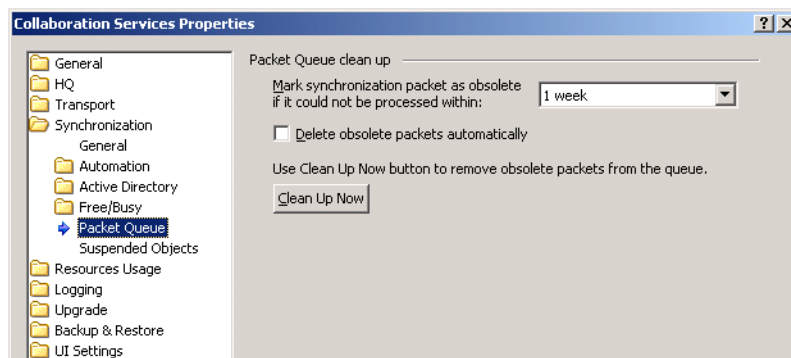 Collaboration Services Properties
General
HQ
Transport
Synchronization
General
Automation
Active Directory
Free/Busy
Packet Queue
Suspended Objects
Resources Usage
Logging
Upgrade
Backup & Restore
UI Settings
Packet Queue clean up
Mark synchronization packet as obsolete
if it could not be processed within:
1 week
Delete obsolete packets automatically
Use Clean Up Now button to remove obsolete packets from the queue.
Clean Up Now